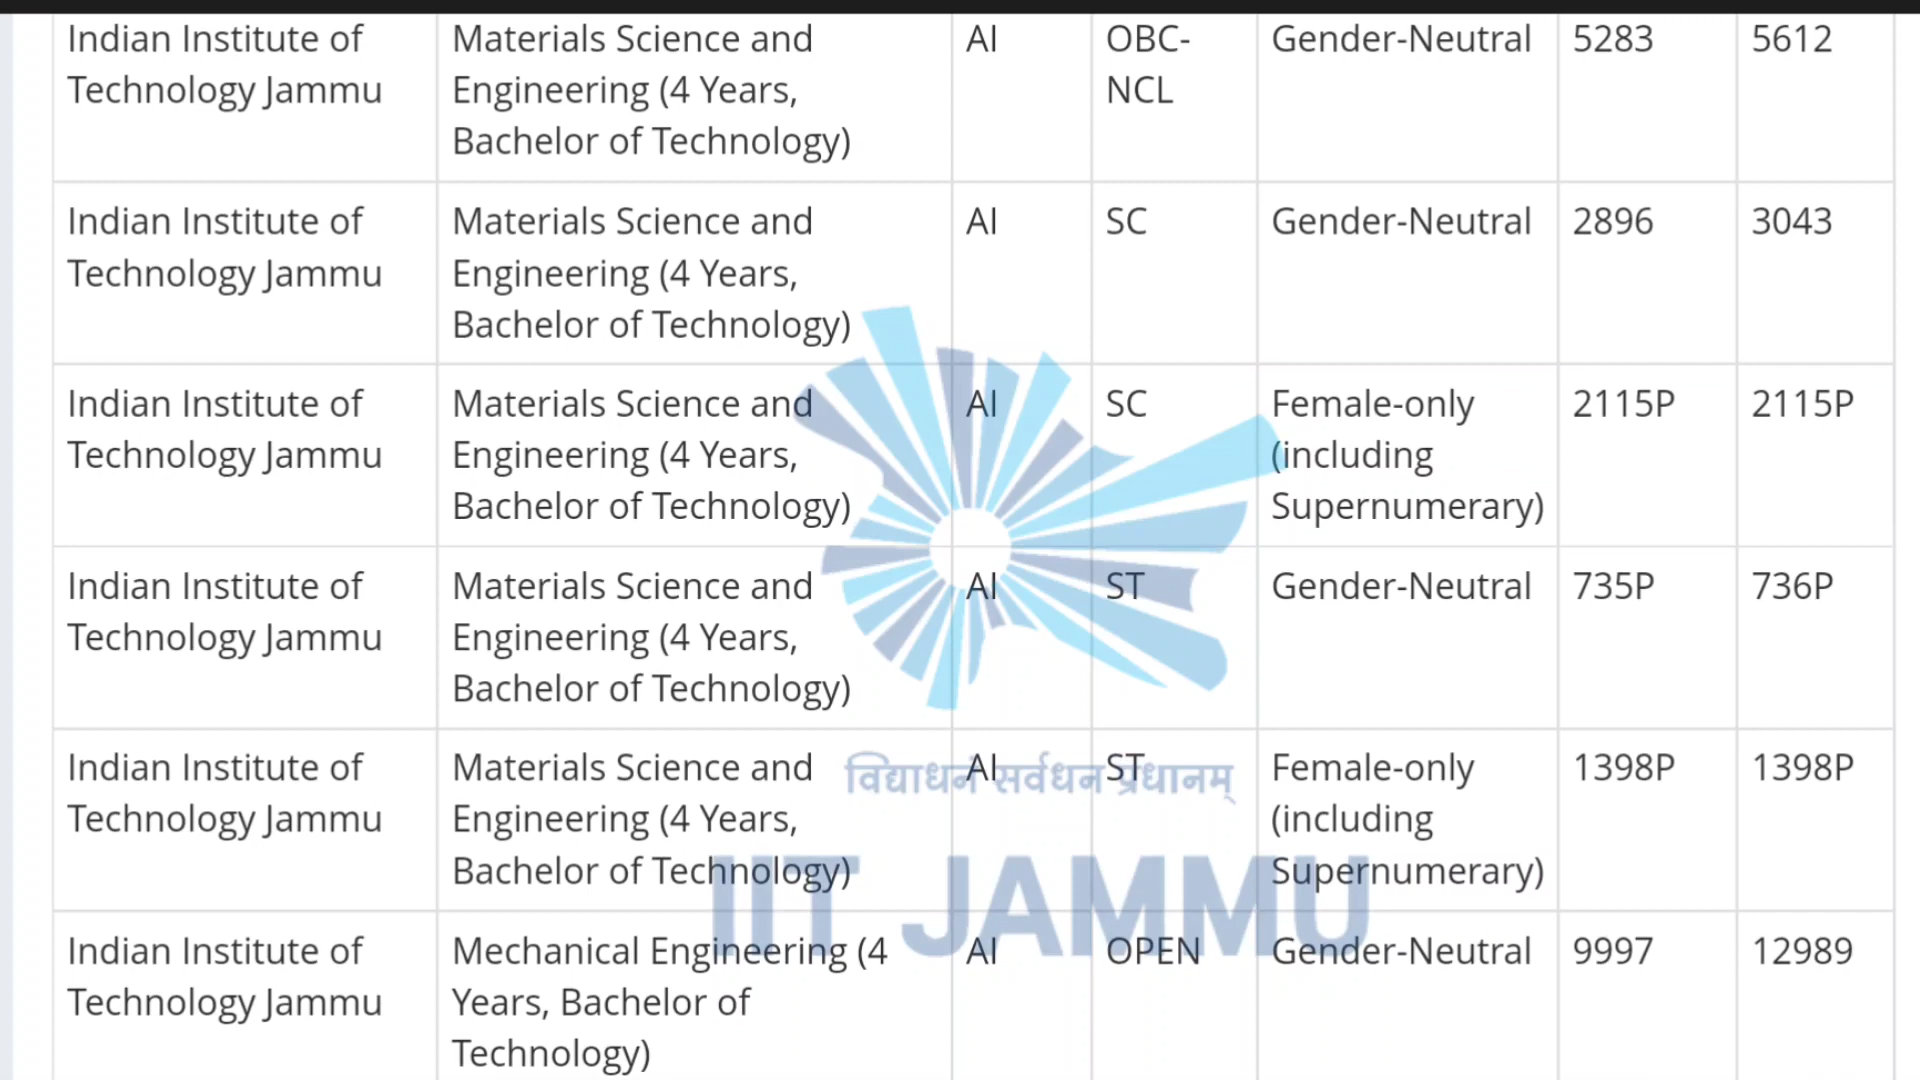 Indian Institute of Technology Jammu Materials Science and Engineering (4 Years, Bachelor of Technology) AI OBC-NCL Gender-Neutral 5283 5612
Indian Institute of Technology Jammu Materials Science and Engineering (4 Years, Bachelor of Technology) AI SC Gender-Neutral 2896 3043
Indian Institute of Technology Jammu Materials Science and Engineering (4 Years, Bachelor of Technology) AI SC Female-only (including Supernumerary) 2115P 2115P
Indian Institute of Technology Jammu Materials Science and Engineering (4 Years, Bachelor of Technology) AI ST Gender-Neutral 735P 736P
Indian Institute of Technology Jammu Materials Science and Engineering (4 Years, Bachelor of Technology) AI ST Female-only (including Supernumerary) 1398P 1398P
Indian Institute of Technology Jammu Mechanical Engineering (4 Years, Bachelor of Technology) AI OPEN Gender-Neutral 9997 12989
विद्याधनं सर्वधन प्रधानम्
IIT JAMMU